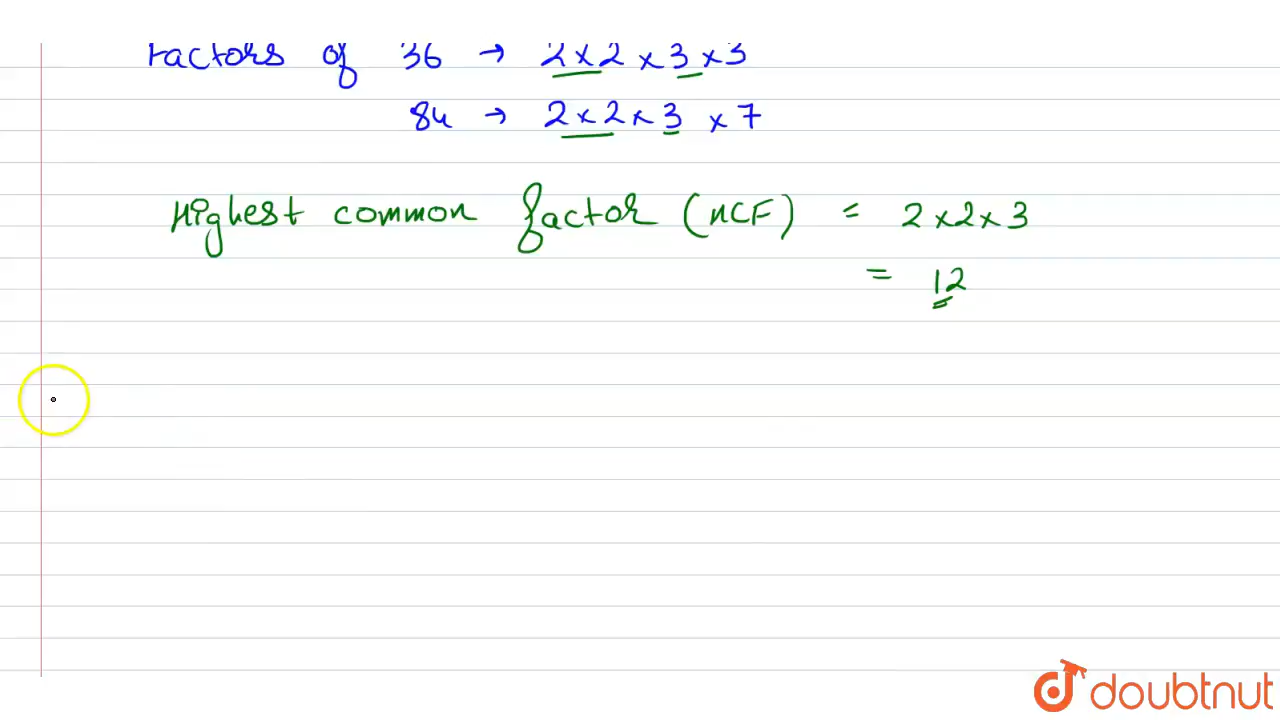 Factors of 36 → 2×2×3×3
84 → 2×2×3×7
Highest common factor (HCF) = 2×2×3
= 12
doubtnut